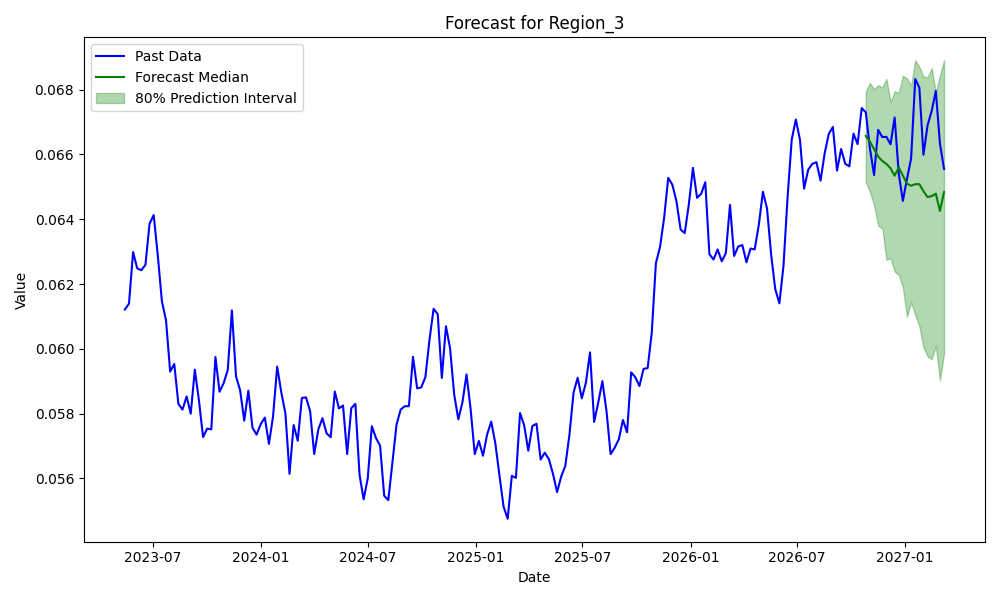 Forecast for Region_3
Past Data
Forecast Median
80% Prediction Interval
Value
0.068
0.066
0.064
0.062
0.060
0.058
0.056
2023-07
2024-01
2024-07
2025-01
2025-07
2026-01
2026-07
2027-01
Date